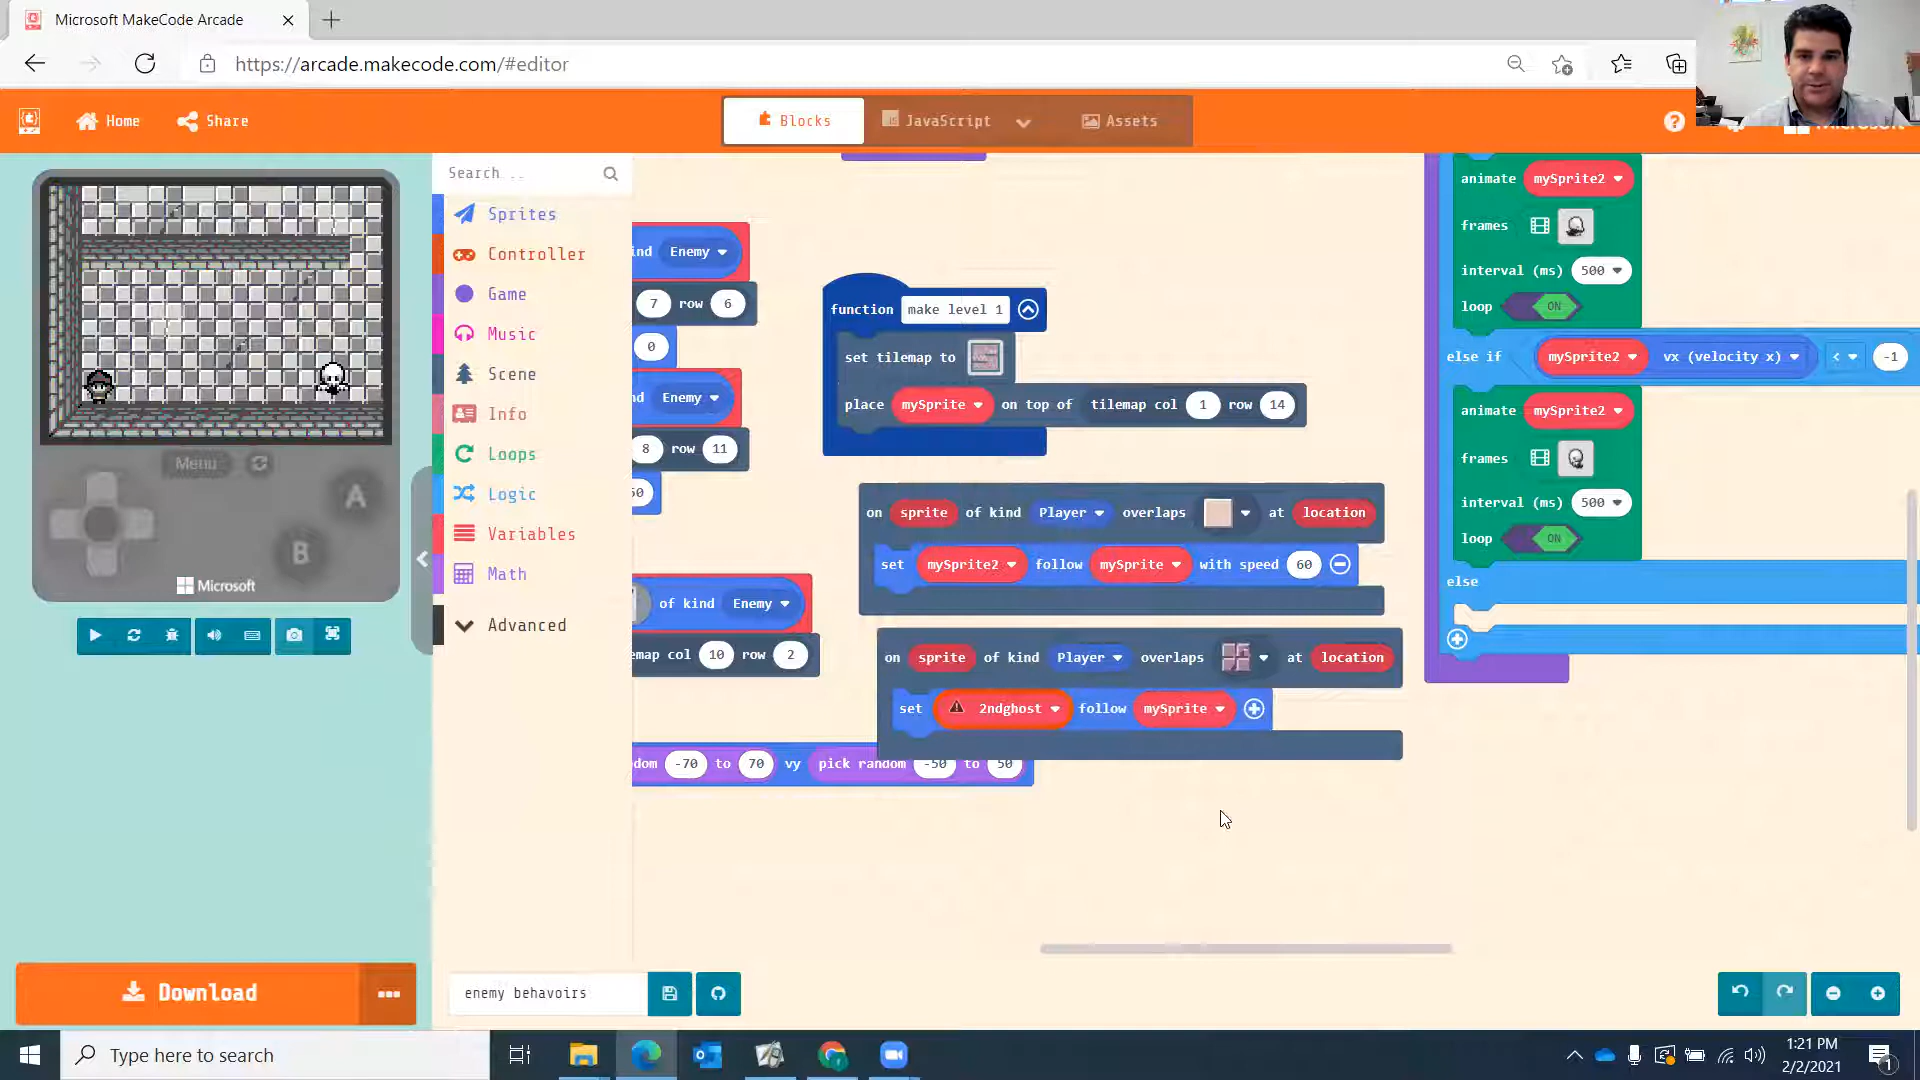 Microsoft MakeCode Arcade
https://arcade.makecode.com/#editor
Home
Share
Blocks
JavaScript
Assets
Menu
A
B
Microsoft
Search ...
Sprites
Controller
Game
Music
Scene
Info
Loops
Logic
Variables
Math
Advanced
ind Enemy
7 row 6
0
nd Enemy
8 row 11
50
of kind Enemy
emap col 10 row 2
dom -70 to 70 vy pick random -50 to 50
function make level 1
set tilemap to
place mySprite on top of tilemap col 1 row 14
on sprite of kind Player overlaps at location
set mySprite2 follow mySprite with speed 60
on sprite of kind Player overlaps at location
set 2ndghost follow mySprite
animate mySprite2
frames
interval (ms) 500
loop ON
else if mySprite2 vx (velocity x) < -1
animate mySprite2
frames
interval (ms) 500
loop ON
else
Download
enemy behavoirs
Type here to search
1:21 PM
2/2/2021
1